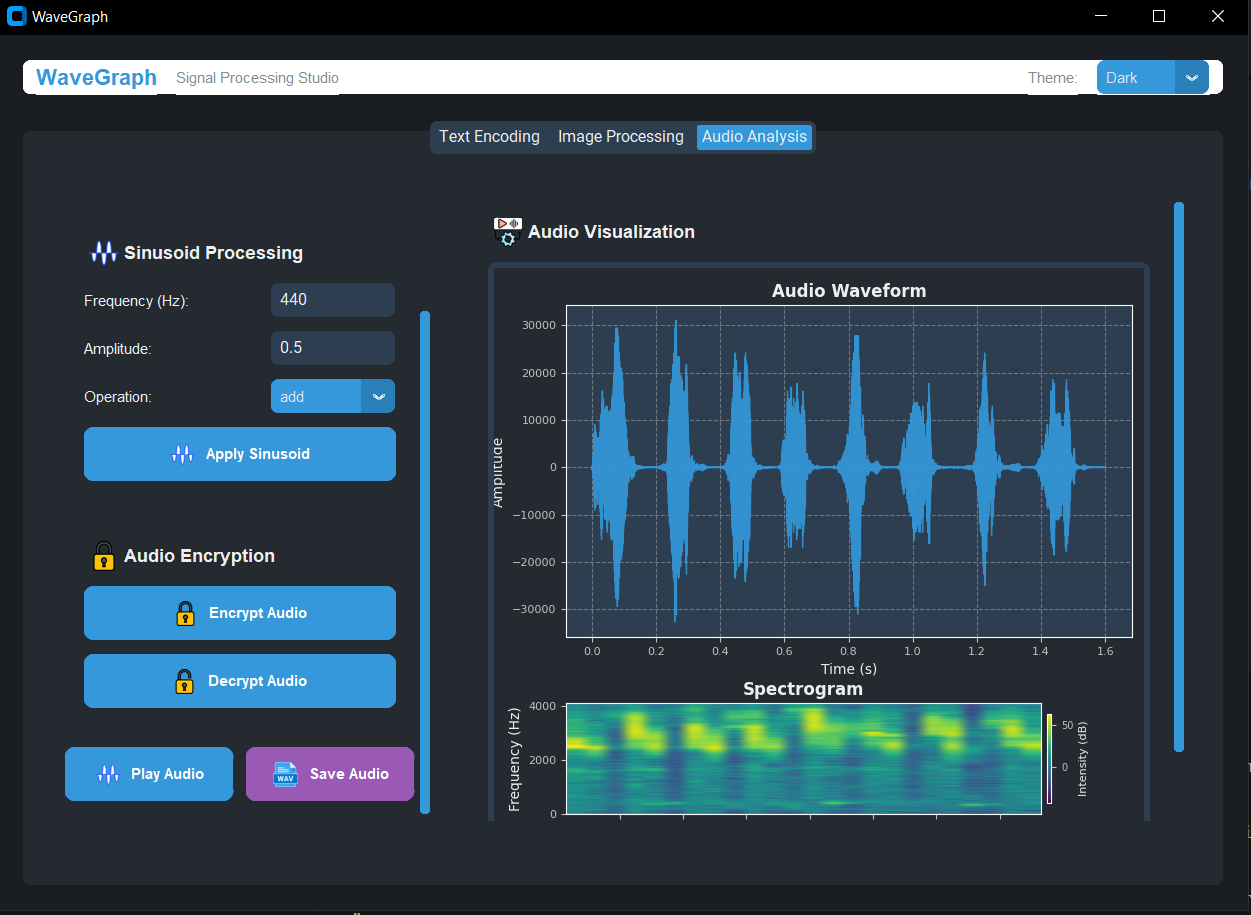 WaveGraph
WaveGraph Signal Processing Studio Theme: Dark
Text Encoding Image Processing Audio Analysis
Sinusoid Processing
Frequency (Hz): 440
Amplitude: 0.5
Operation: add
Apply Sinusoid
Audio Encryption
Encrypt Audio
Decrypt Audio
Play Audio
WAV Save Audio
Audio Visualization
Audio Waveform
30000
20000
10000
0
-10000
-20000
-30000
Amplitude
0.0 0.2 0.4 0.6 0.8 1.0 1.2 1.4 1.6
Time (s)
Spectrogram
4000
2000
0
Frequency (Hz)
50
0
Intensity (dB)